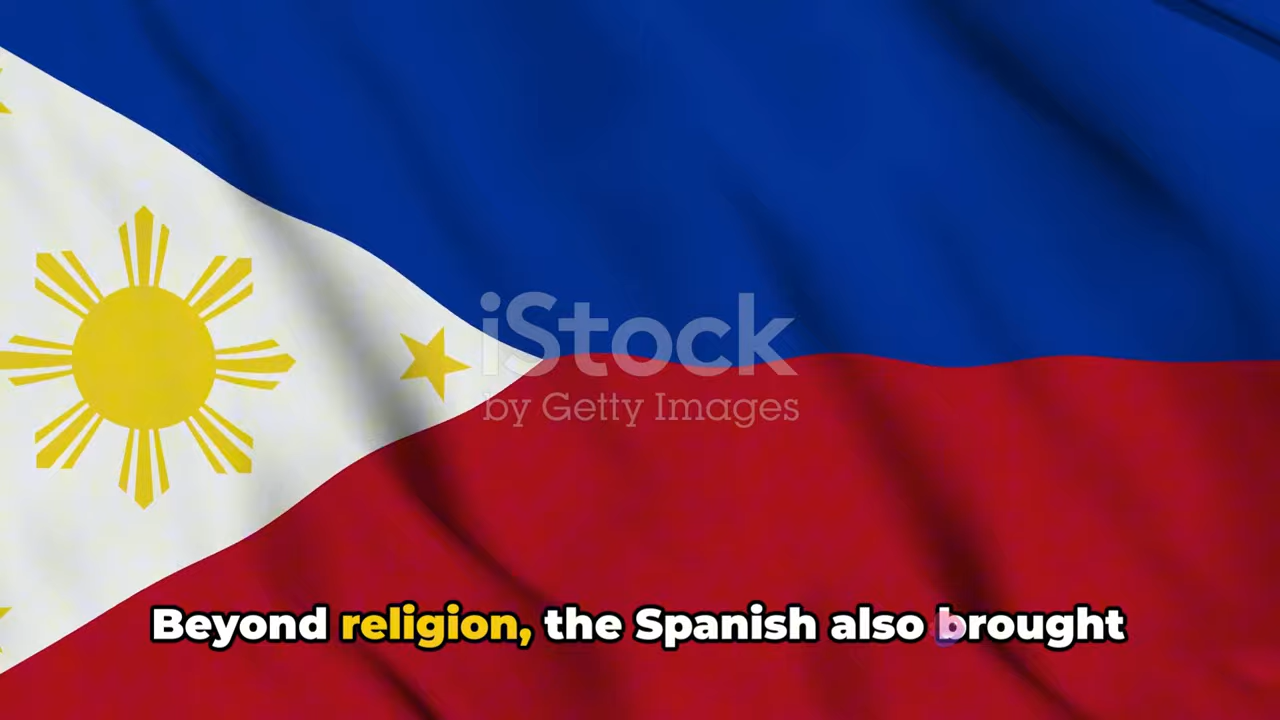 iStock
by Getty Images
Beyond religion, the Spanish also brought